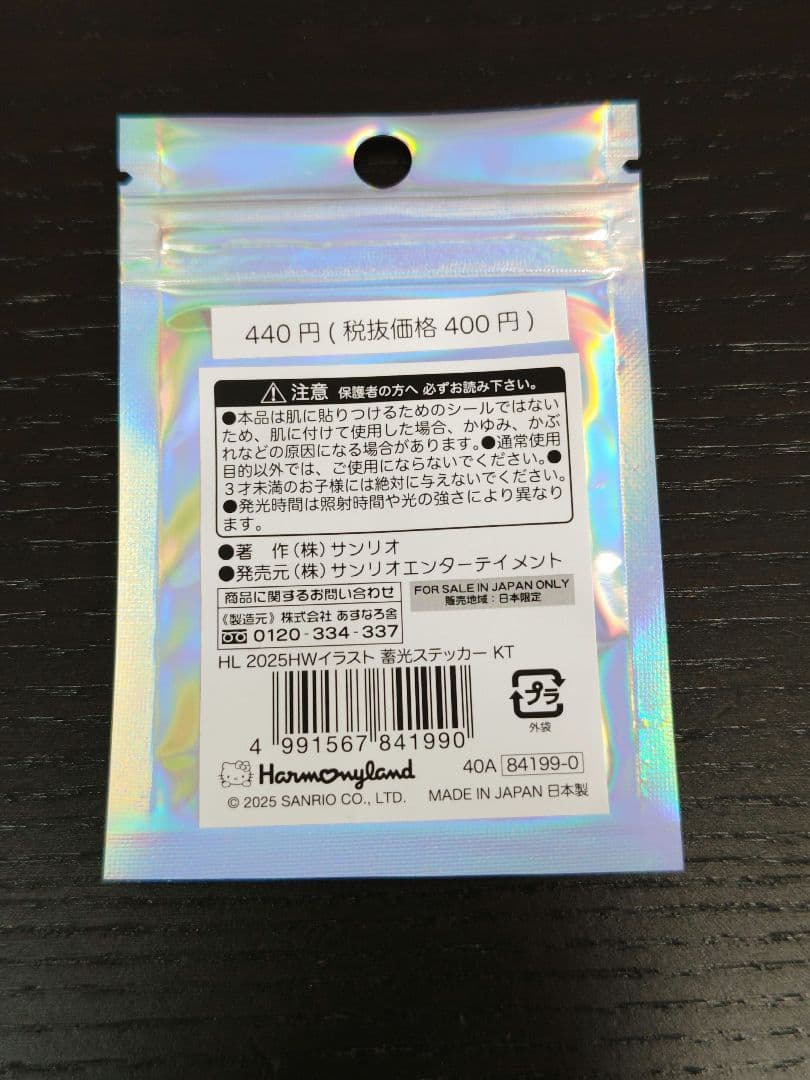 440円(税抜価格400円)
⚠注意 保護者の方へ 必ずお読み下さい。
●本品は肌に貼りつけるためのシールではない
ため、肌に付けて使用した場合、かゆみ、かぶ
れなどの原因になる場合があります。●通常使用
目的以外では、ご使用にならないでください。●
3才未満のお子様には絶対に与えないでください。
●発光時間は照射時間や光の強さにより異なり
ます。
●著 作(株)サンリオ
●発売元(株)サンリオエンターテイメント
商品に関するお問い合わせ
《製造元》株式会社 あすなろ舎
0120-334-337
FOR SALE IN JAPAN ONLY
販売地域:日本限定
HL 2025HWイラスト 蓄光ステッカー KT
4 991567 841990
プラ
外袋
Harmonyland
40A 84199-0
© 2025 SANRIO CO., LTD. MADE IN JAPAN 日本製